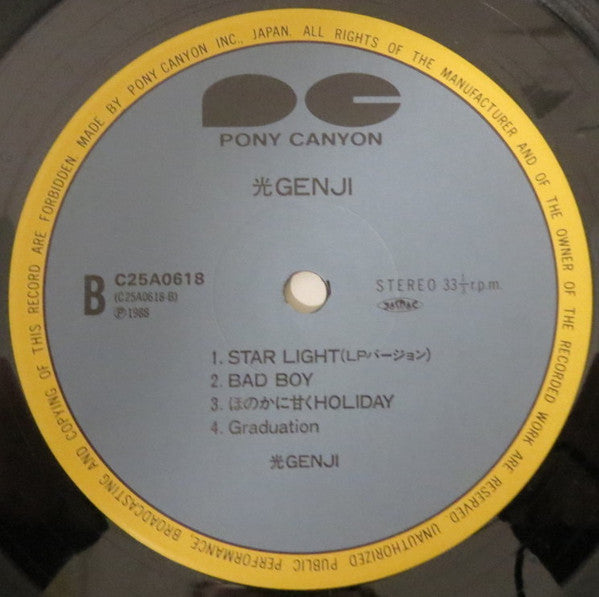 MADE BY PONY CANYON INC., JAPAN. ALL RIGHTS OF THE MANUFACTURER AND OF THE OWNER OF THE RECORDED WORK ARE RESERVED UNAUTHORIZED PUBLIC PERFORMANCE, BROADCASTING AND COPYING OF THIS RECORD ARE FORBIDDEN.
PC
PONY CANYON
光GENJI
B
C25A0618
(C25A0618-B)
Ⓟ1988
STEREO 33⅓r.p.m.
1. STAR LIGHT(LPバージョン)
2. BAD BOY
3. ほのかに甘くHOLIDAY
4. Graduation
光GENJI